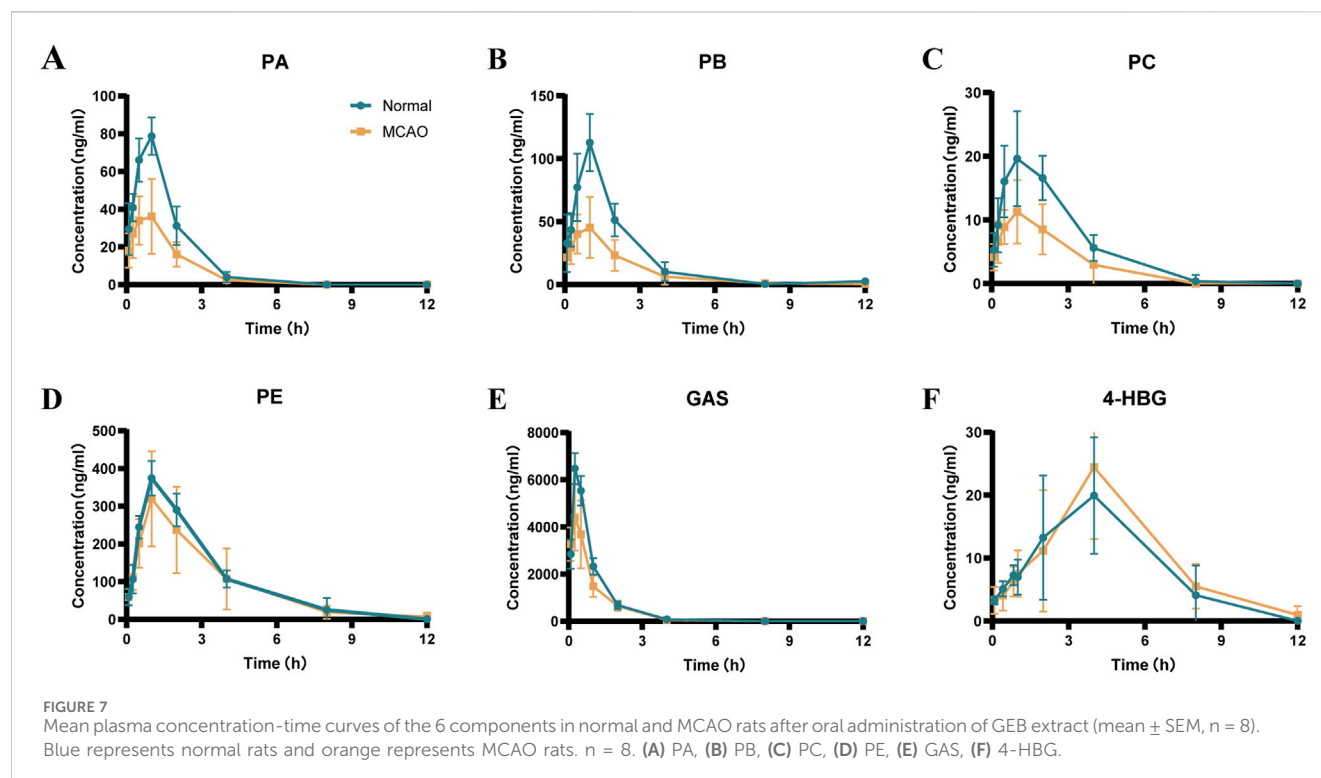 A
PA
Concentration (ng/ml)
100
80
60
40
20
0
0
3
6
9
12
Time (h)
Normal
MCAO
B
PB
Concentration (ng/ml)
150
100
50
0
0
3
6
9
12
Time (h)
C
PC
Concentration (ng/ml)
30
20
10
0
0
3
6
9
12
Time (h)
D
PE
Concentration (ng/ml)
500
400
300
200
100
0
0
3
6
9
12
Time (h)
E
GAS
Concentration (ng/ml)
8000
6000
4000
2000
0
0
3
6
9
12
Time (h)
F
4-HBG
Concentration (ng/ml)
30
20
10
0
0
3
6
9
12
Time (h)
FIGURE 7
Mean plasma concentration-time curves of the 6 components in normal and MCAO rats after oral administration of GEB extract (mean ± SEM, n = 8).
Blue represents normal rats and orange represents MCAO rats. n = 8. (A) PA, (B) PB, (C) PC, (D) PE, (E) GAS, (F) 4-HBG.